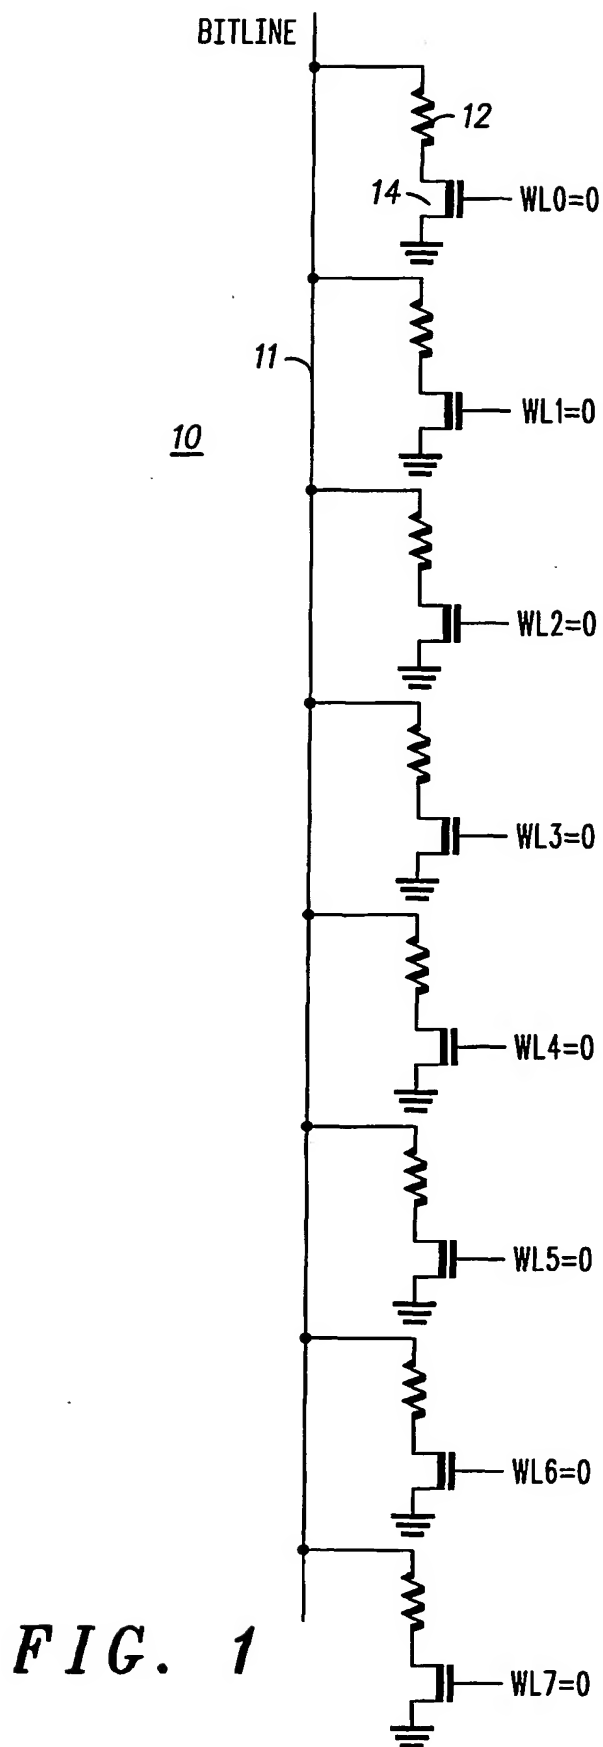 BITLINE
12
14
WL0=0
11
WL1=0
10
WL2=0
WL3=0
WL4=0
WL5=0
WL6=0
FIG. 1
WL7=0